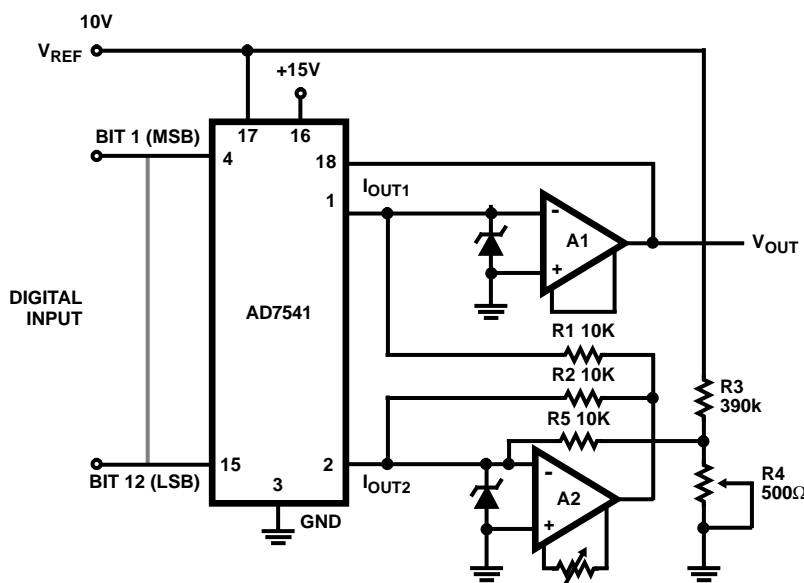 10V
VREF
+15V
BIT 1 (MSB)
17
16
4
18
IOUT1
1
-
A1
+
VOUT
DIGITAL
INPUT
AD7541
R1 10K
R2 10K
R3
390k
R5 10K
15
2
BIT 12 (LSB)
IOUT2
-
A2
+
R4
500Ω
3
GND